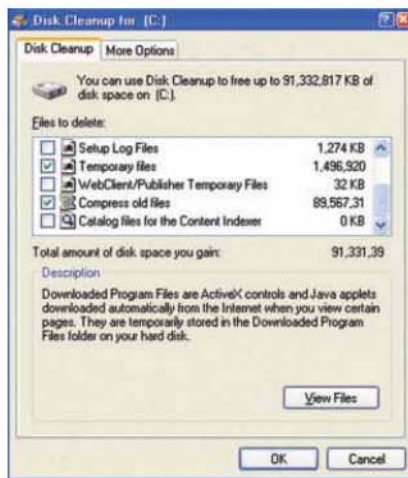 Disk Cleanup for (C:)
Disk Cleanup
More Options
You can use Disk Cleanup to free up to 91,332,817 KB of
disk space on (C:).
Files to delete:
Setup Log Files 1,274 KB
Temporary files 1,496,920
WebClient/Publisher Temporary Files 32 KB
Compress old files 89,567,31
Catalog files for the Content Indexer 0 KB
Total amount of disk space you gain: 91,331,39
Description
Downloaded Program Files are ActiveX controls and Java applets
downloaded automatically from the Internet when you view certain
pages. They are temporarily stored in the Downloaded Program
Files folder on your hard disk.
View Files
OK
Cancel